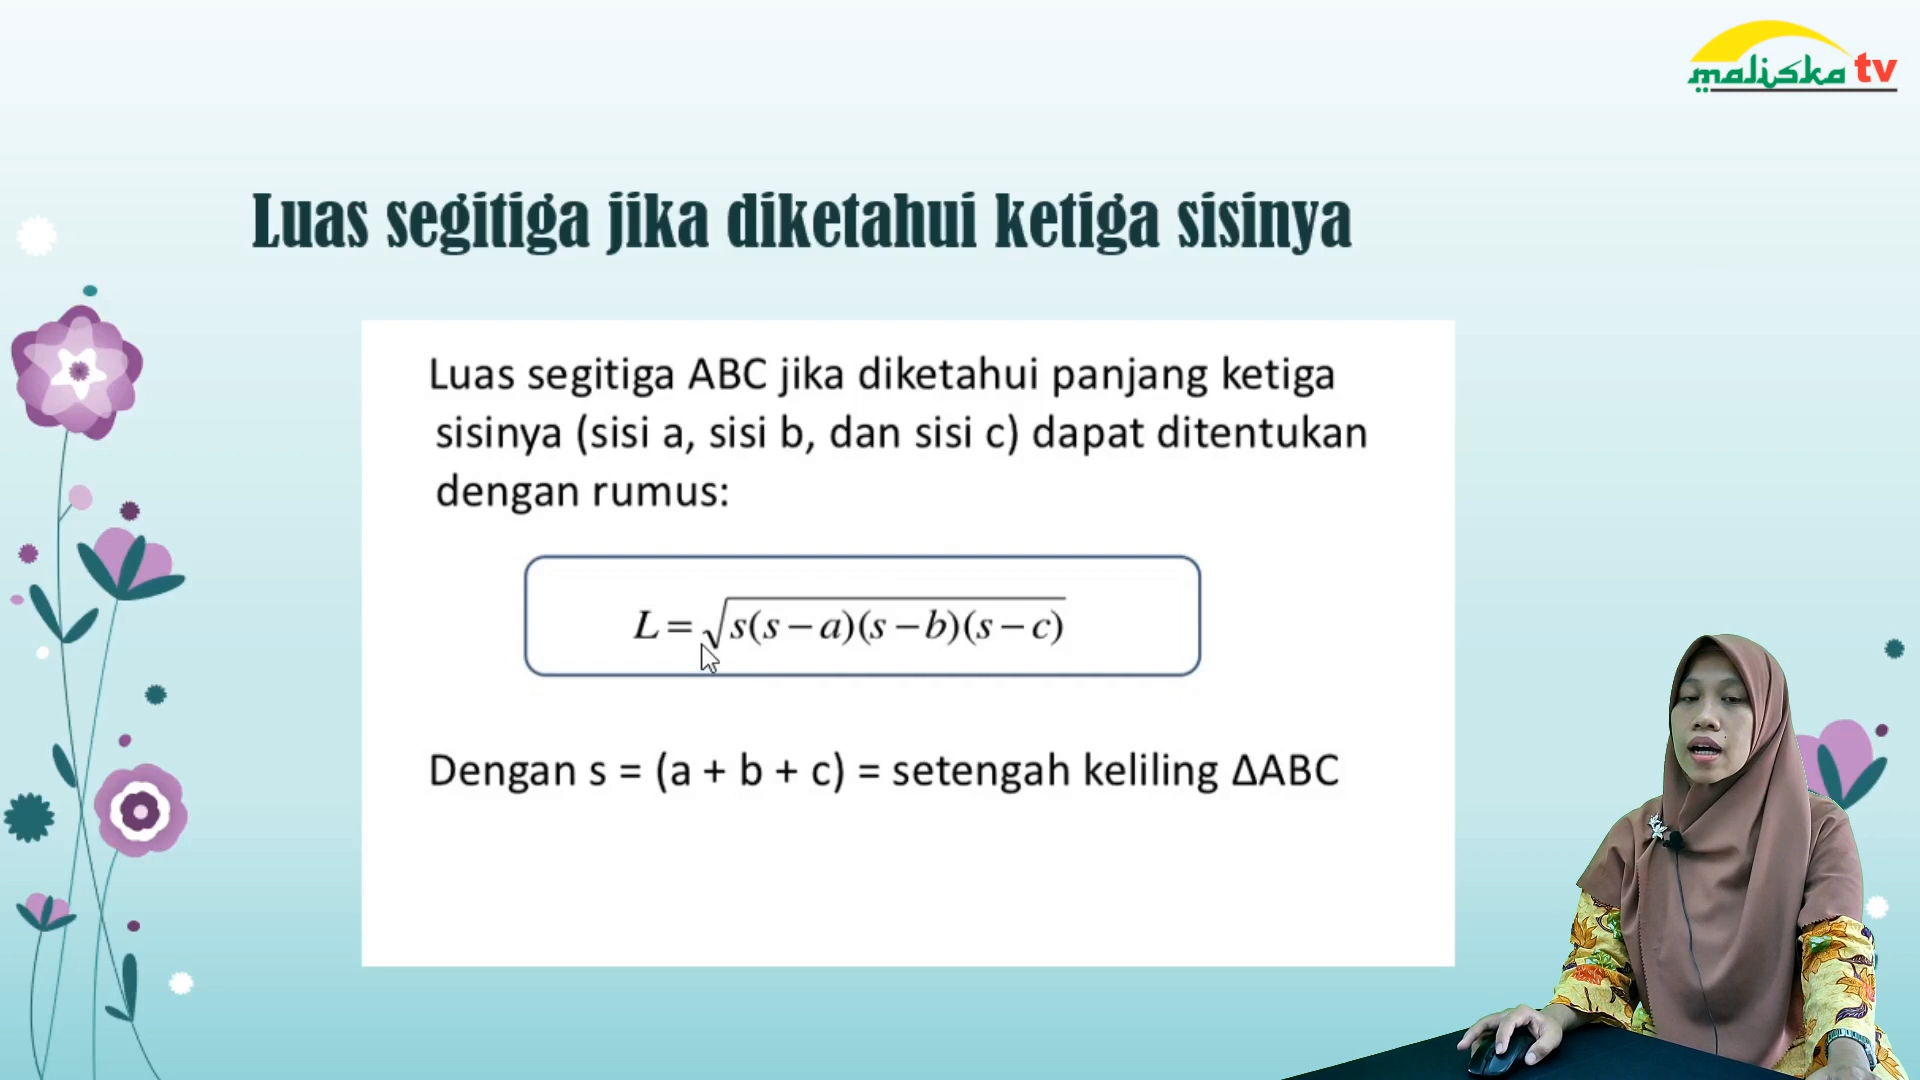 maliska tv
Luas segitiga jika diketahui ketiga sisinya
Luas segitiga ABC jika diketahui panjang ketiga
sisinya (sisi a, sisi b, dan sisi c) dapat ditentukan
dengan rumus:
L = √s(s – a)(s – b)(s – c)
Dengan s = (a + b + c) = setengah keliling ΔABC